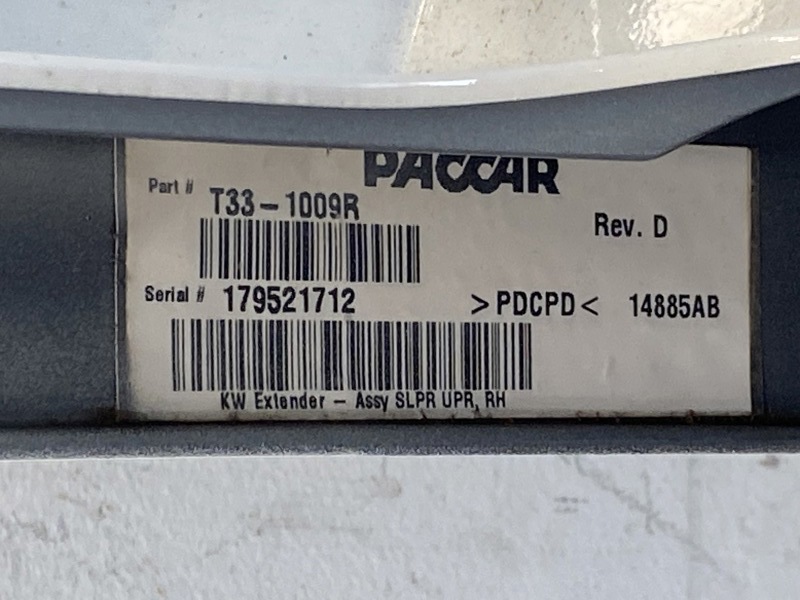 PACCAR
Part # T33-1009R
Rev. D
Serial # 179521712 >PDCPD< 14885AB
KW Extender - Assy SLPR UPR, RH